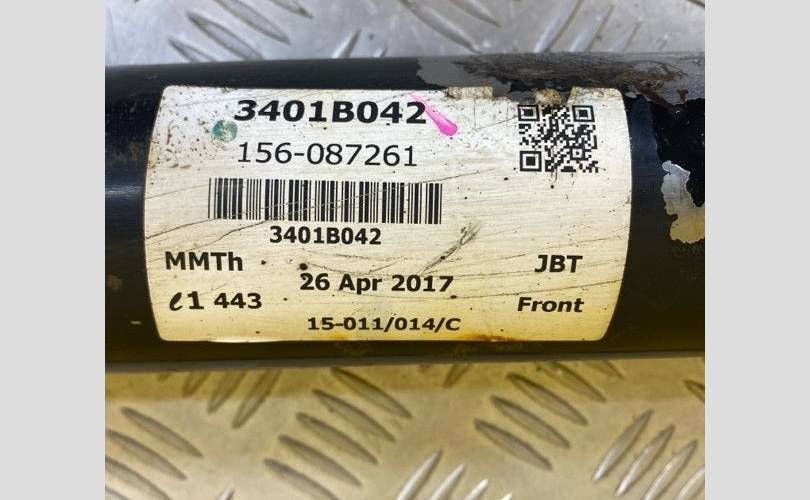 3401B042
156-087261
3401B042
MMTh
JBT
26 Apr 2017
e1 443
Front
15-011/014/C